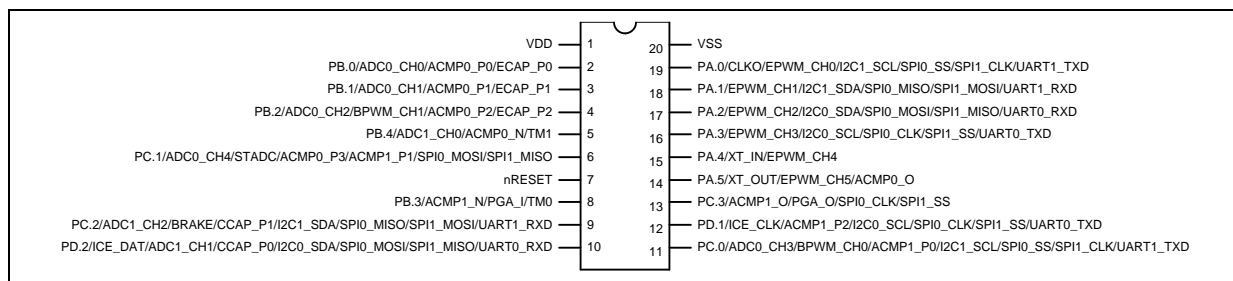 VDD 1 20 VSS
PB.0/ADC0_CH0/ACMP0_P0/ECAP_P0 2 19 PA.0/CLKO/EPWM_CH0/I2C1_SCL/SPI0_SS/SPI1_CLK/UART1_TXD
PB.1/ADC0_CH1/ACMP0_P1/ECAP_P1 3 18 PA.1/EPWM_CH1/I2C1_SDA/SPI0_MISO/SPI1_MOSI/UART1_RXD
PB.2/ADC0_CH2/BPWM_CH1/ACMP0_P2/ECAP_P2 4 17 PA.2/EPWM_CH2/I2C0_SDA/SPI0_MOSI/SPI1_MISO/UART0_RXD
PB.4/ADC1_CH0/ACMP0_N/TM1 5 16 PA.3/EPWM_CH3/I2C0_SCL/SPI0_CLK/SPI1_SS/UART0_TXD
PC.1/ADC0_CH4/STADC/ACMP0_P3/ACMP1_P1/SPI0_MOSI/SPI1_MISO 6 15 PA.4/XT_IN/EPWM_CH4
nRESET 7 14 PA.5/XT_OUT/EPWM_CH5/ACMP0_O
PB.3/ACMP1_N/PGA_I/TM0 8 13 PC.3/ACMP1_O/PGA_O/SPI0_CLK/SPI1_SS
PC.2/ADC1_CH2/BRAKE/CCAP_P1/I2C1_SDA/SPI0_MISO/SPI1_MOSI/UART1_RXD 9 12 PD.1/ICE_CLK/ACMP1_P2/I2C0_SCL/SPI0_CLK/SPI1_SS/UART0_TXD
PD.2/ICE_DAT/ADC1_CH1/CCAP_P0/I2C0_SDA/SPI0_MOSI/SPI1_MISO/UART0_RXD 10 11 PC.0/ADC0_CH3/BPWM_CH0/ACMP1_P0/I2C1_SCL/SPI0_SS/SPI1_CLK/UART1_TXD